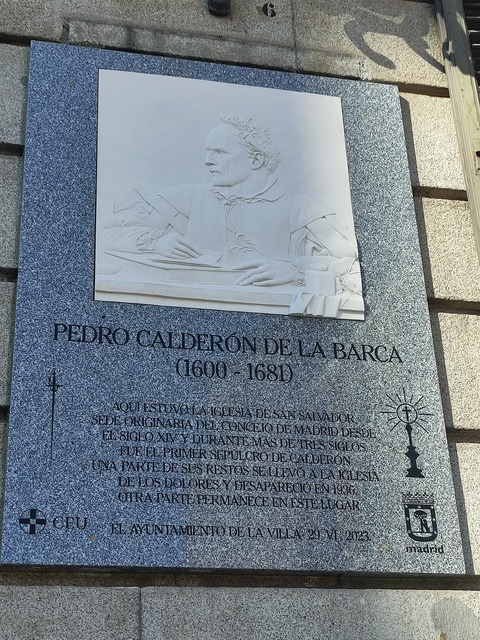 6
PEDRO CALDERÓN DE LA BARCA
(1600 - 1681)
AQUÍ ESTUVO LA IGLESIA DE SAN SALVADOR,
SEDE ORIGINARIA DEL CONCEJO DE MADRID DESDE
EL SIGLO XIV Y DURANTE MÁS DE TRES SIGLOS.
FUE EL PRIMER SEPULCRO DE CALDERÓN.
UNA PARTE DE SUS RESTOS SE LLEVÓ A LA IGLESIA
DE LOS DOLORES Y DESAPARECIÓ EN 1936.
OTRA PARTE PERMANECE EN ESTE LUGAR.
CEU
EL AYUNTAMIENTO DE LA VILLA. 29. VI. 2023.
madrid